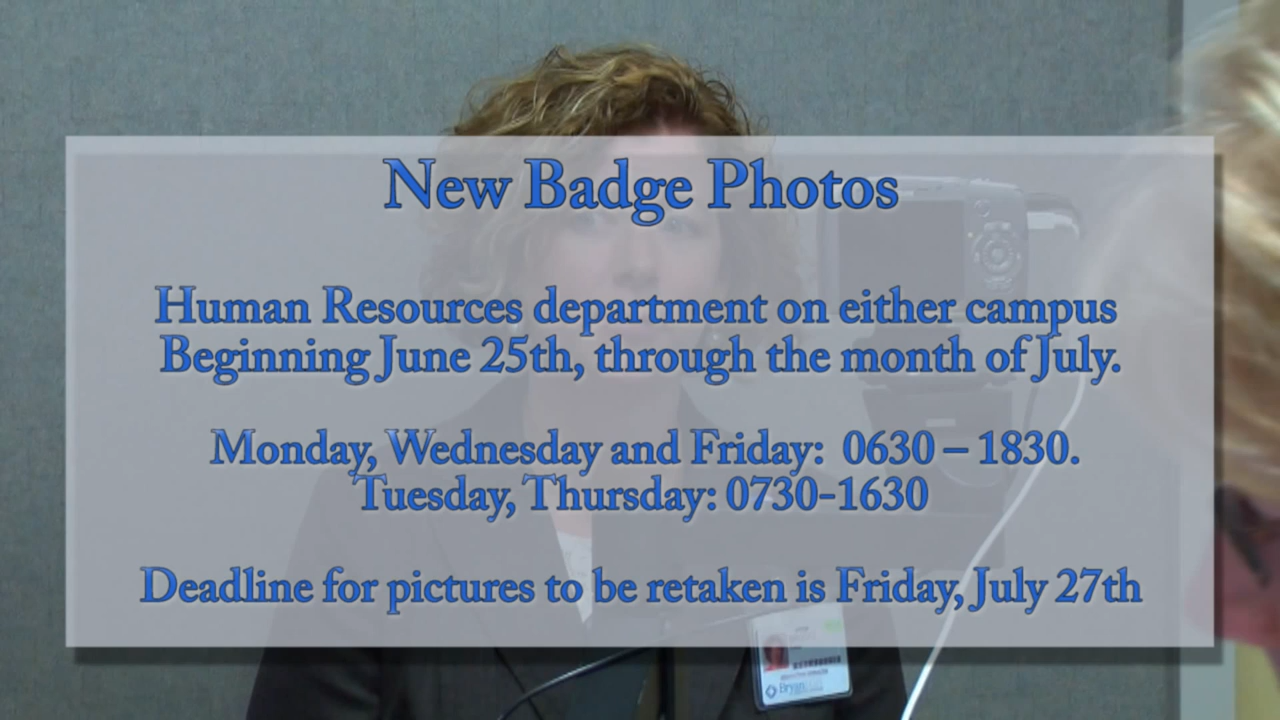 New Badge Photos
Human Resources department on either campus
Beginning June 25th, through the month of July.
Monday, Wednesday and Friday:  0630 – 1830.
Tuesday, Thursday: 0730-1630
Deadline for pictures to be retaken is Friday, July 27th
Bryan